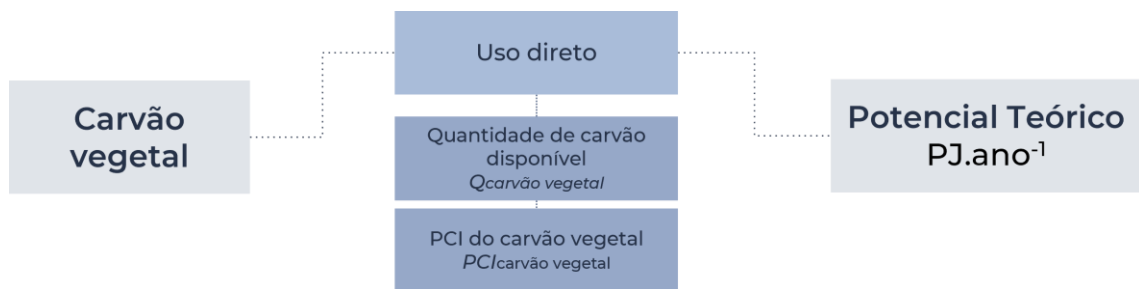 Carvão
vegetal
Uso direto
Quantidade de carvão
disponível
Qcarvão vegetal
PCI do carvão vegetal
PCIcarvão vegetal
Potencial Teórico
PJ.ano⁻¹